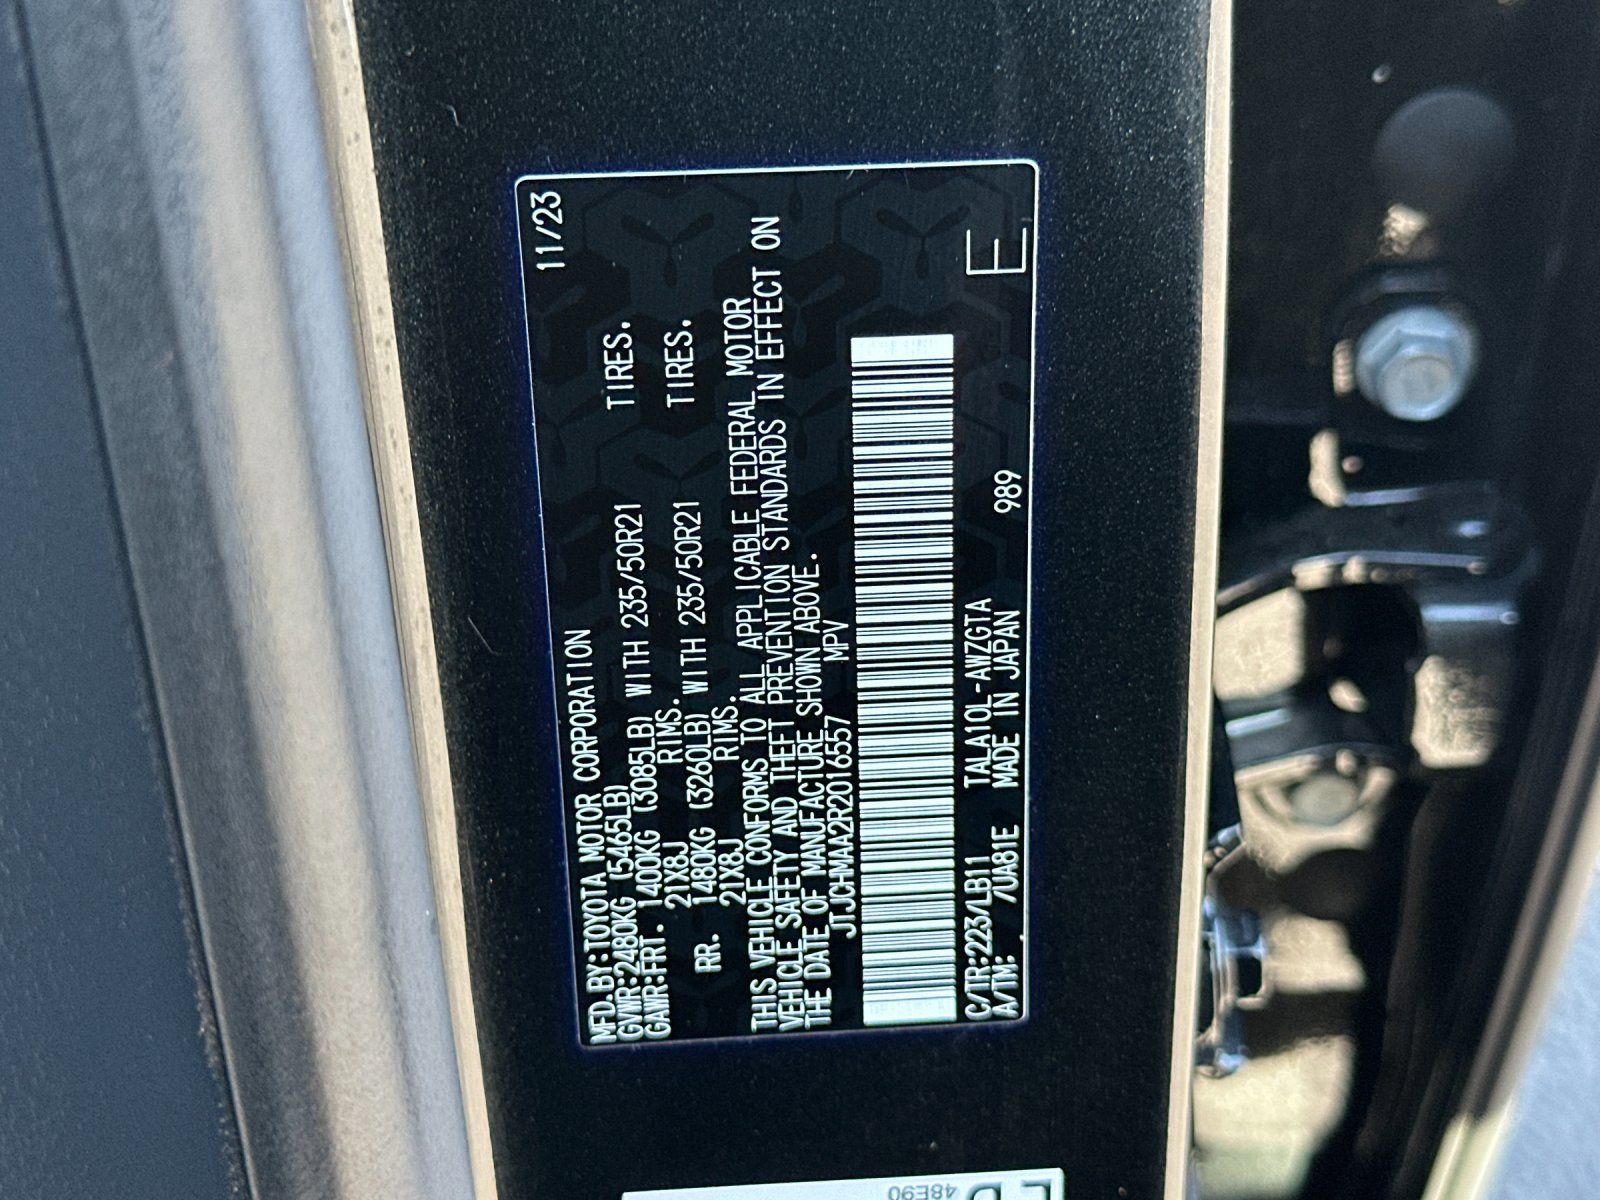 MFD.BY:TOYOTA MOTOR CORPORATION 11/23
GVWR:2480KG (5465LB)
GAWR:FRT. 1400KG (3085LB) WITH 235/50R21 TIRES.
21X8J RIMS.
RR. 1480KG (3260LB) WITH 235/50R21 TIRES.
21X8J RIMS.
THIS VEHICLE CONFORMS TO ALL APPLICABLE FEDERAL MOTOR
VEHICLE SAFETY AND THEFT PREVENTION STANDARDS IN EFFECT ON
THE DATE OF MANUFACTURE SHOWN ABOVE.
JTJCHMAA2R2016557 MPV
C/TR:223/LB11 TALA10L-AWZGTA 989 E
A/TM: 7UA81E MADE IN JAPAN
48E90